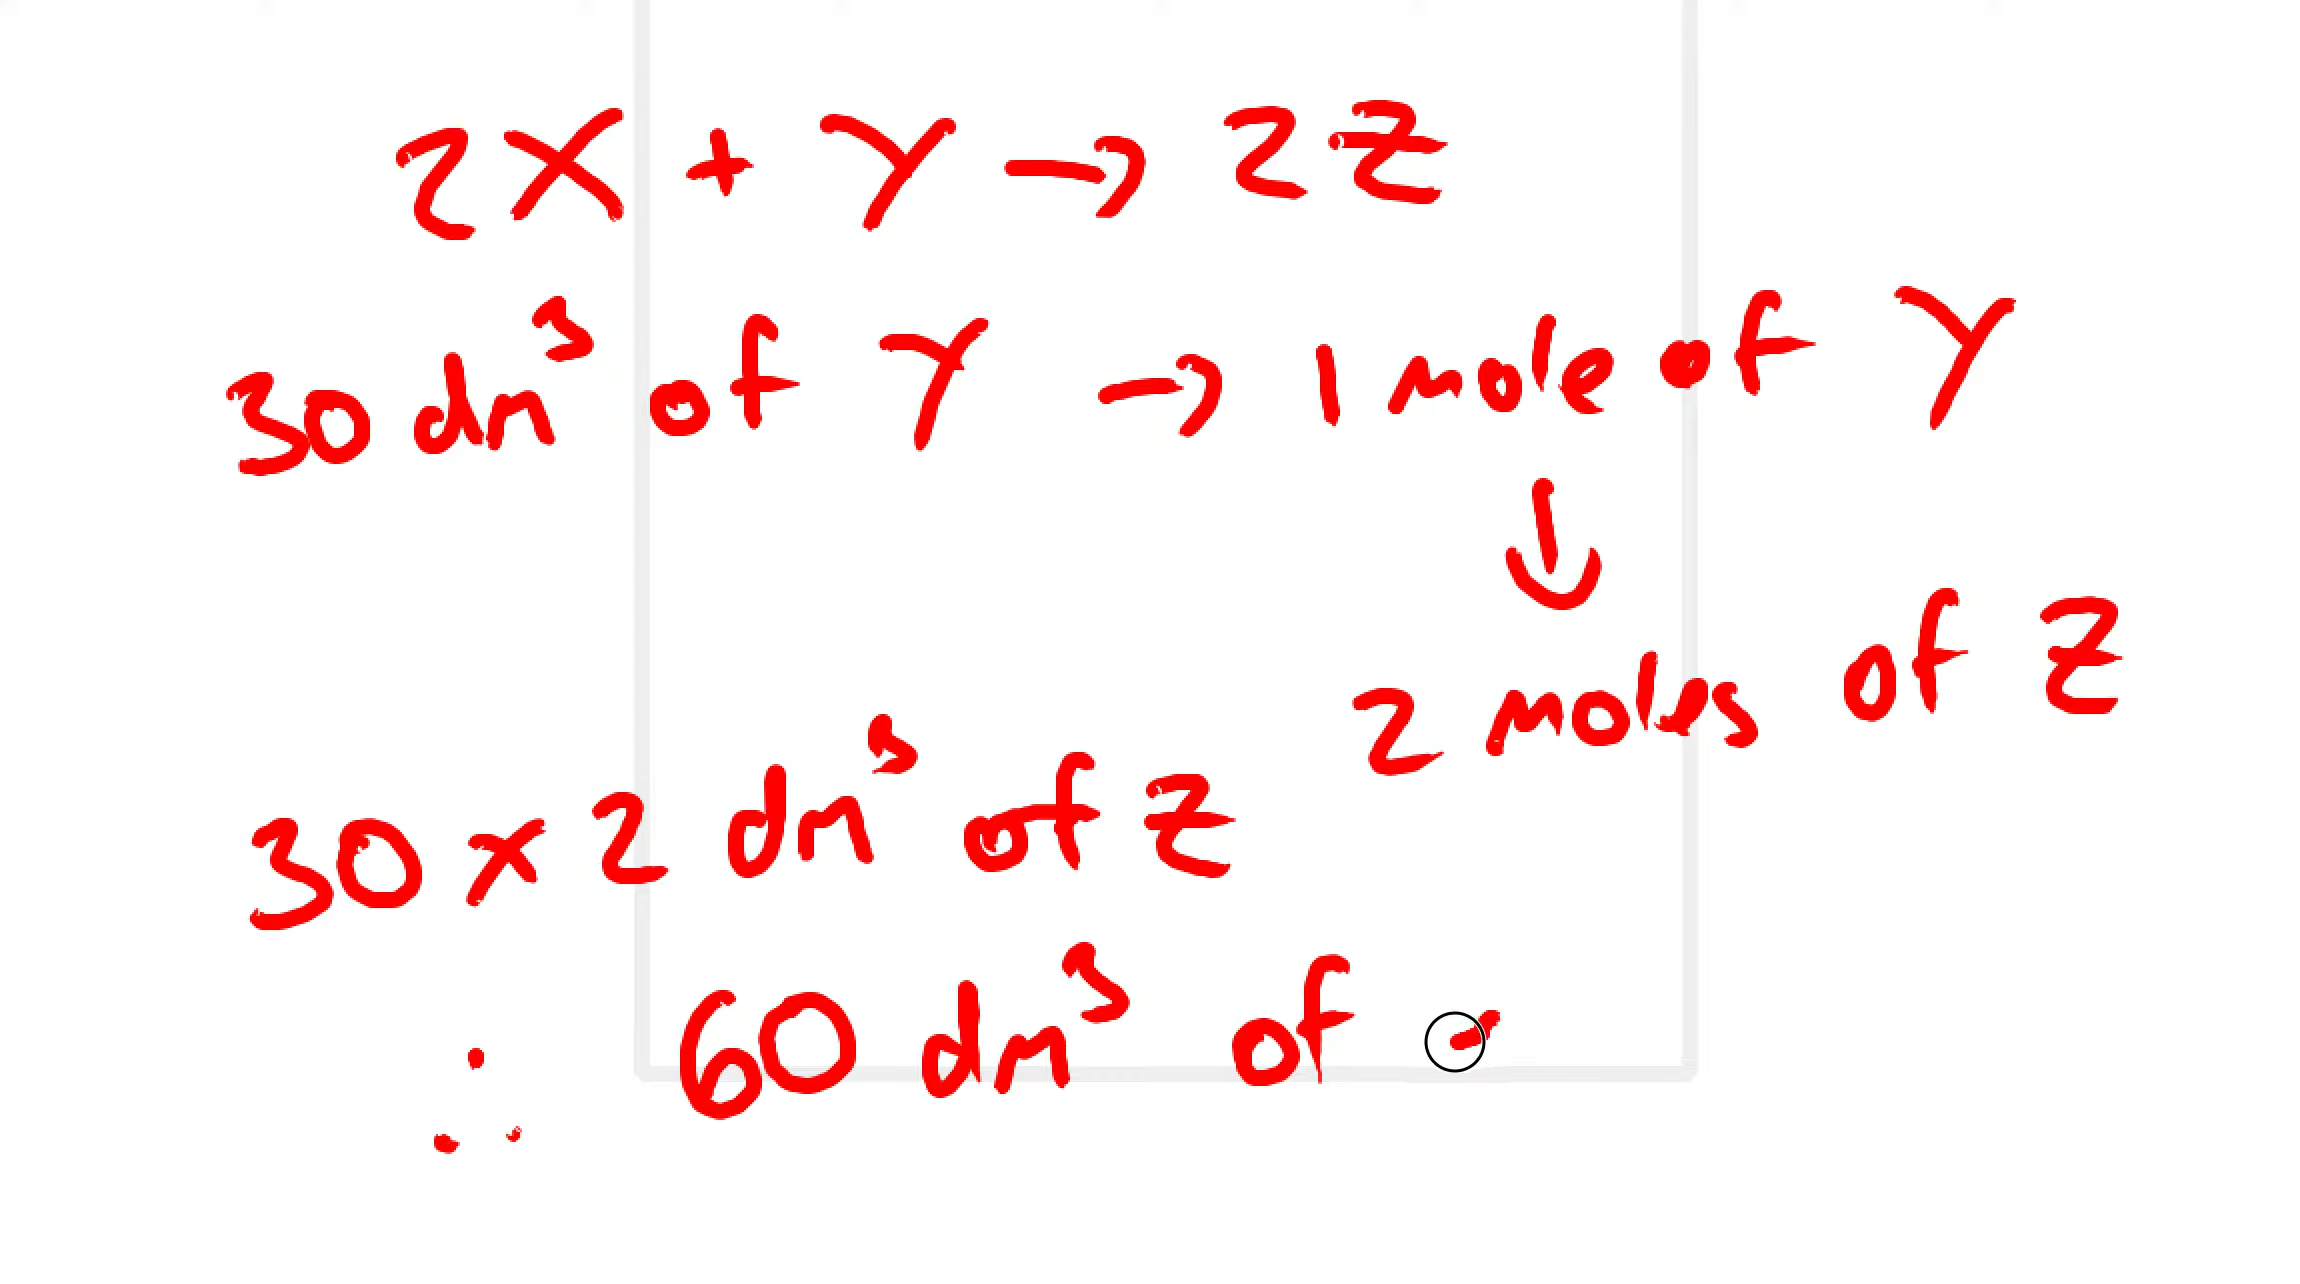 2X + Y → 2Z
30 dm³ of Y → 1 mole of Y
↓
2 moles of Z
30 x 2 dm³ of Z
∴ 60 dm³ of